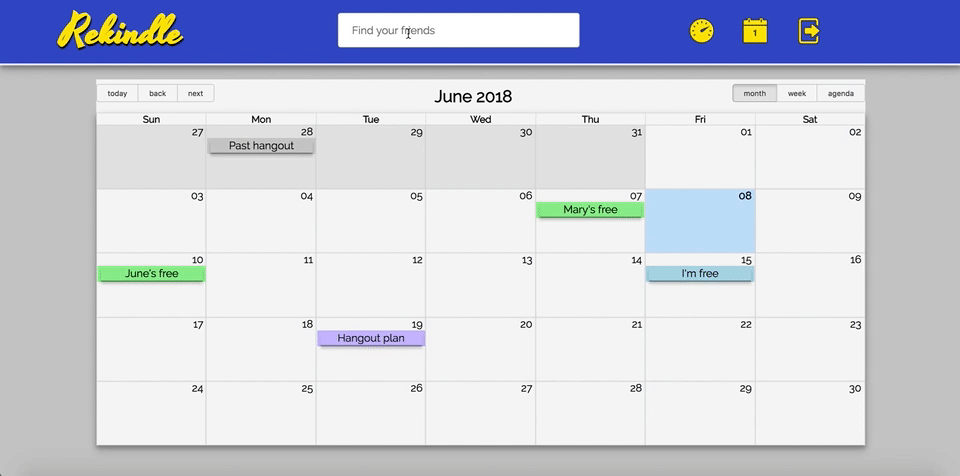 Rekindle
Find your friends
1
today back next
June 2018
month week agenda
Sun Mon Tue Wed Thu Fri Sat
27 28 29 30 31 01 02
Past hangout
03 04 05 06 07 08 09
Mary's free
10 11 12 13 14 15 16
June's free I'm free
17 18 19 20 21 22 23
Hangout plan
24 25 26 27 28 29 30